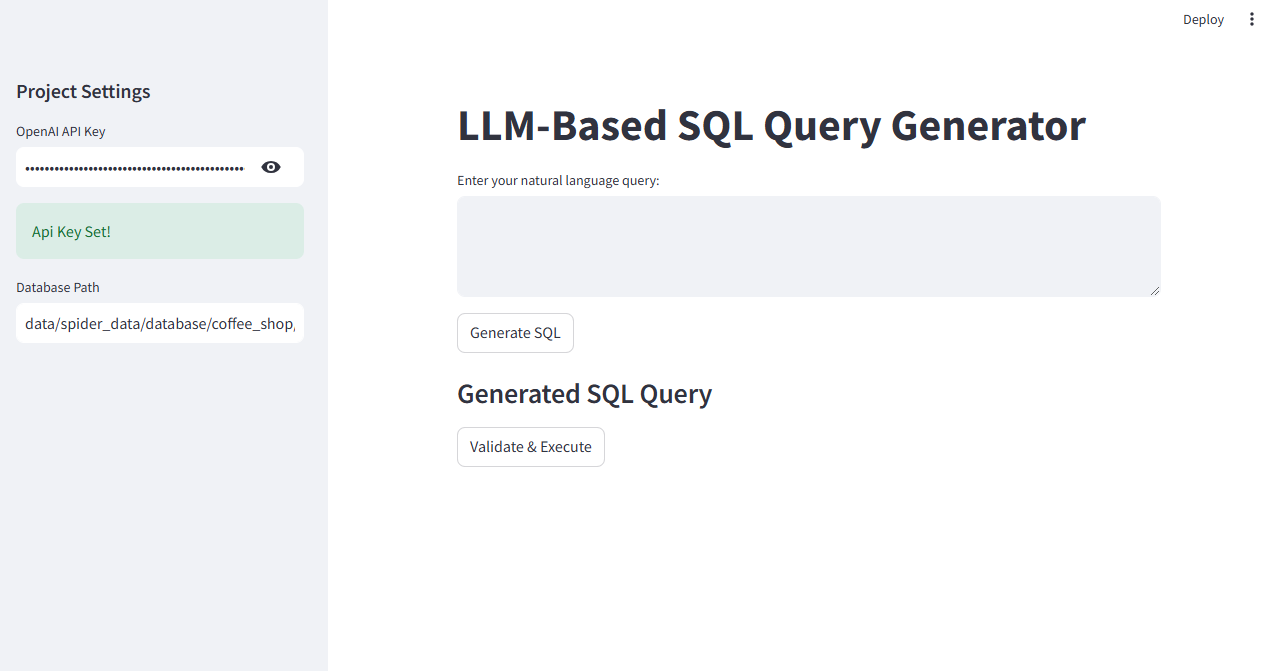 Deploy
Project Settings
OpenAI API Key
••••••••••••••••••••••••••••••••••••••••••••••
Api Key Set!
Database Path
data/spider_data/database/coffee_shop/
LLM-Based SQL Query Generator
Enter your natural language query:
Generate SQL
Generated SQL Query
Validate & Execute